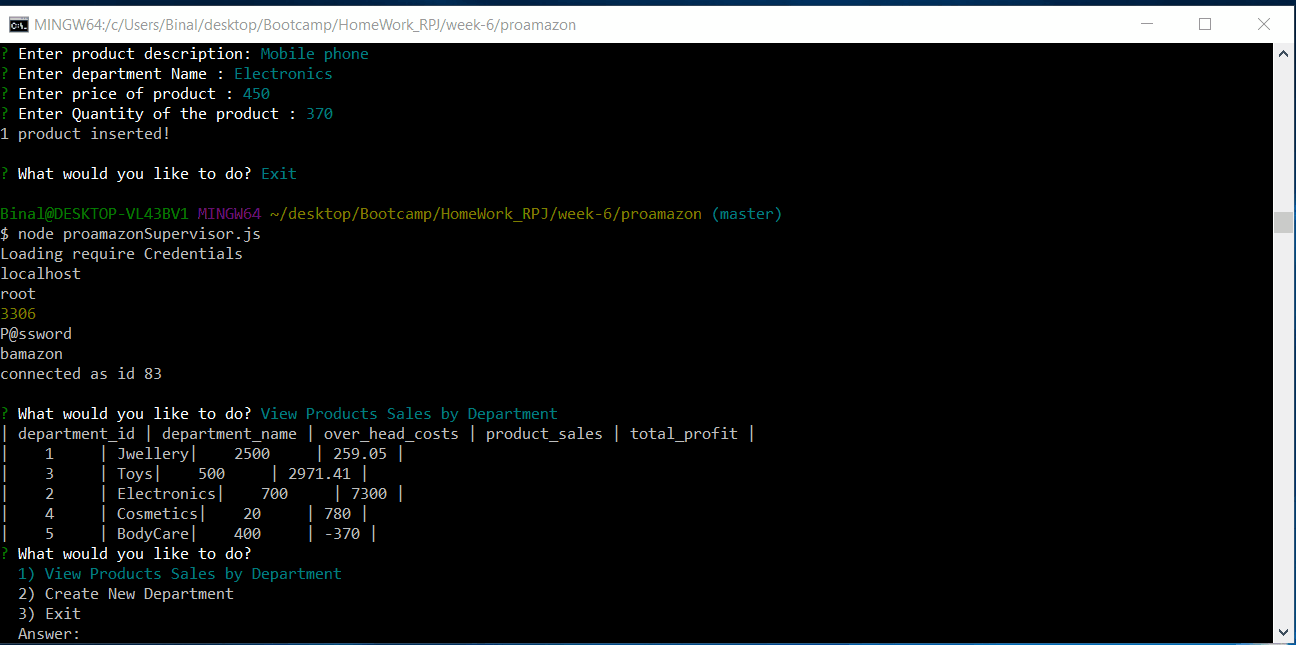 MINGW64:/c/Users/Binal/desktop/Bootcamp/HomeWork_RPJ/week-6/proamazon
? Enter product description: Mobile phone
? Enter department Name : Electronics
? Enter price of product : 450
? Enter Quantity of the product : 370
1 product inserted!
? What would you like to do? Exit
Binal@DESKTOP-VL43BV1 MINGW64 ~/desktop/Bootcamp/HomeWork_RPJ/week-6/proamazon (master)
$ node proamazonSupervisor.js
Loading require Credentials
localhost
root
3306
P@ssword
bamazon
connected as id 83
? What would you like to do? View Products Sales by Department
| department_id | department_name | over_head_costs | product_sales | total_profit |
|    1     | Jwellery|    2500     | 259.05 |
|    3     | Toys|    500     | 2971.41 |
|    2     | Electronics|    700     | 7300 |
|    4     | Cosmetics|    20     | 780 |
|    5     | BodyCare|    400     | -370 |
? What would you like to do?
  1) View Products Sales by Department
  2) Create New Department
  3) Exit
  Answer: